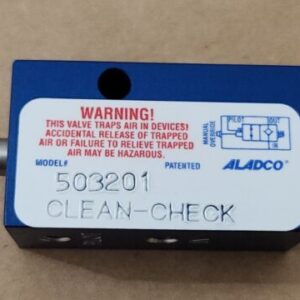 WARNING!
THIS VALVE TRAPS AIR IN DEVICES!
ACCIDENTAL RELEASE OF TRAPPED
AIR OR FAILURE TO RELIEVE TRAPPED
AIR MAY BE HAZARDOUS.
MANUAL
OVERRIDE
PILOT
OUT
IN
MODEL# PATENTED ALADCO
503201
CLEAN-CHECK